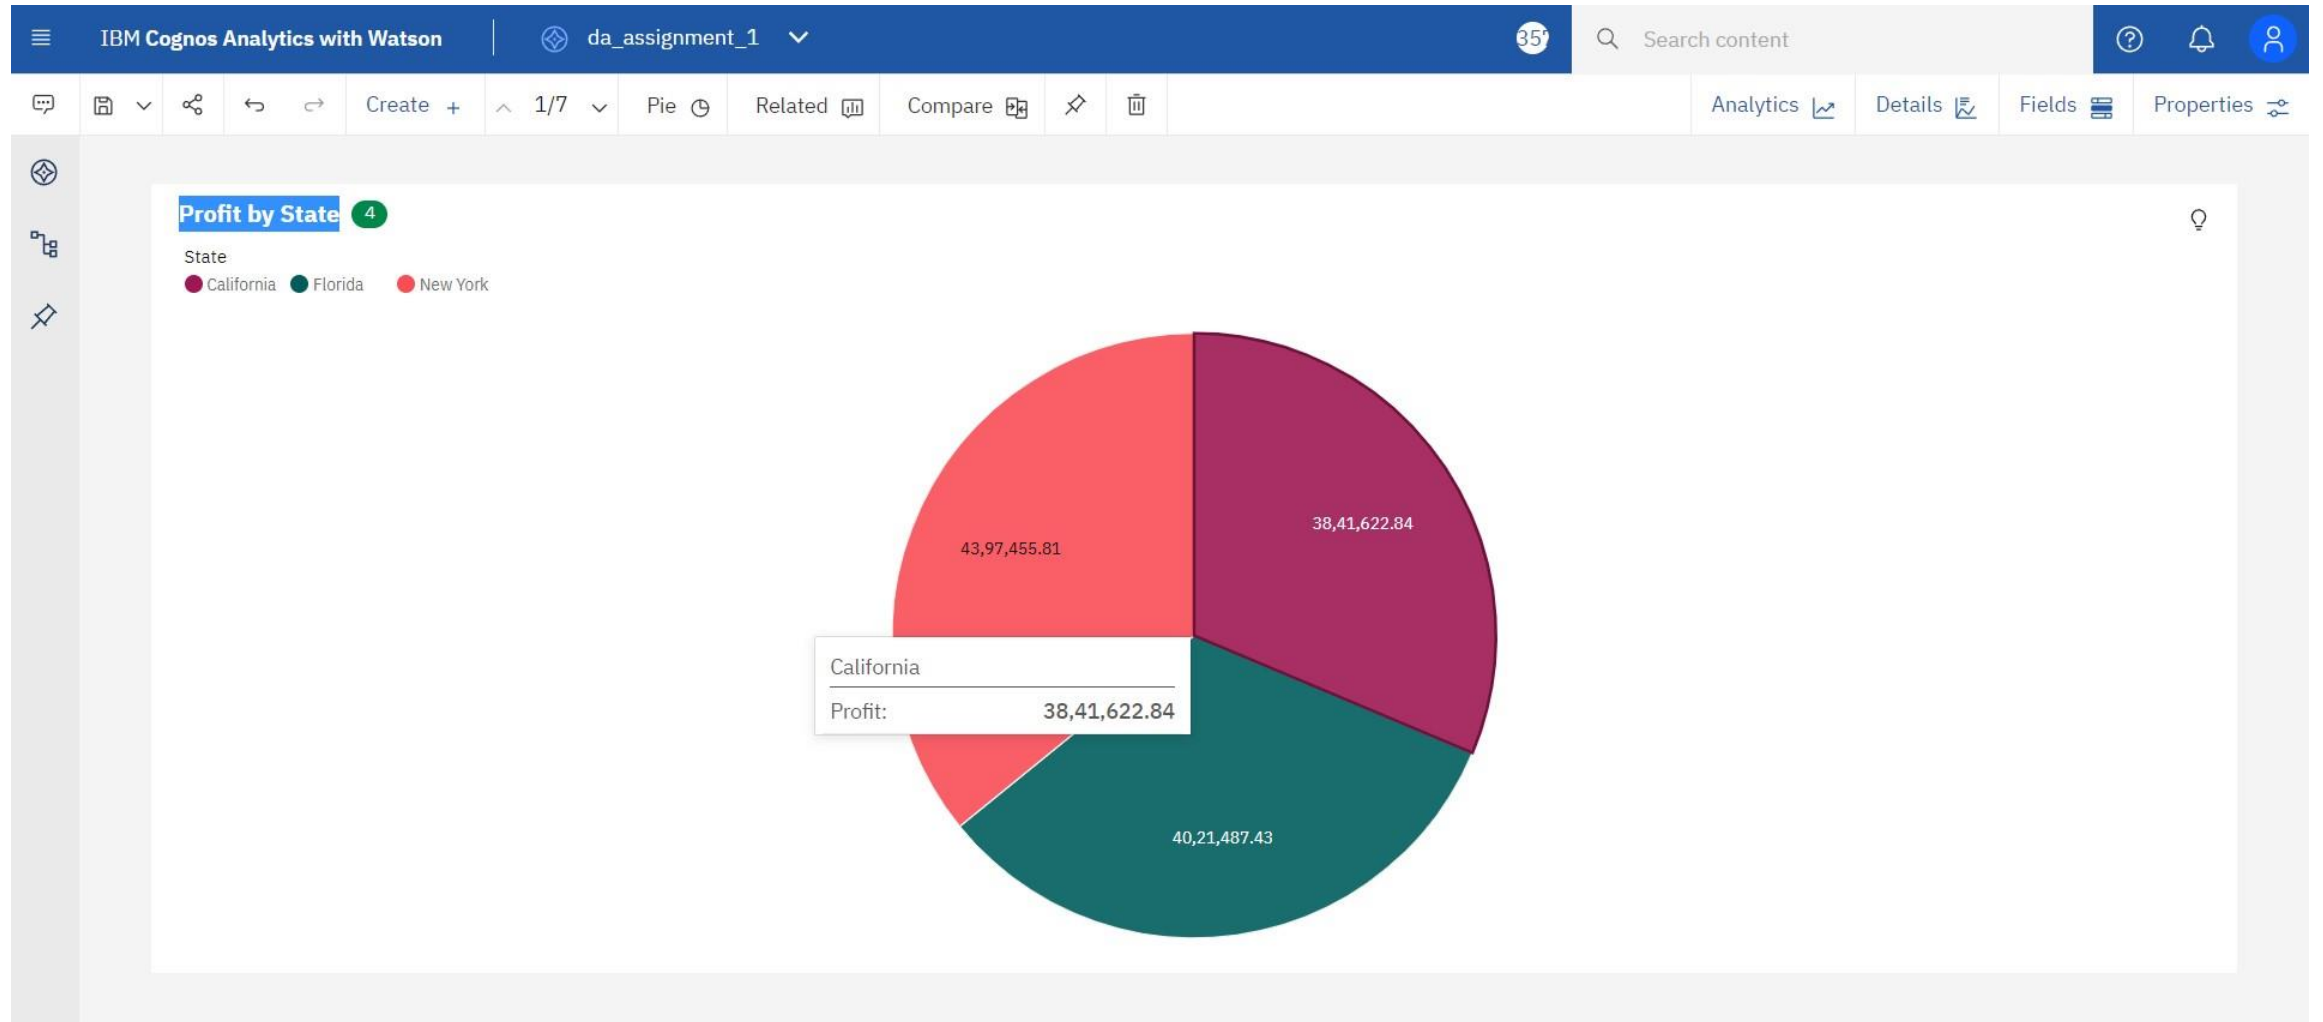 IBM Cognos Analytics with Watson da_assignment_1 357 Search content
Create + 1/7 Pie Related Compare Analytics Details Fields Properties
Profit by State 4
State
California Florida New York
38,41,622.84
43,97,455.81
California
Profit: 38,41,622.84
40,21,487.43